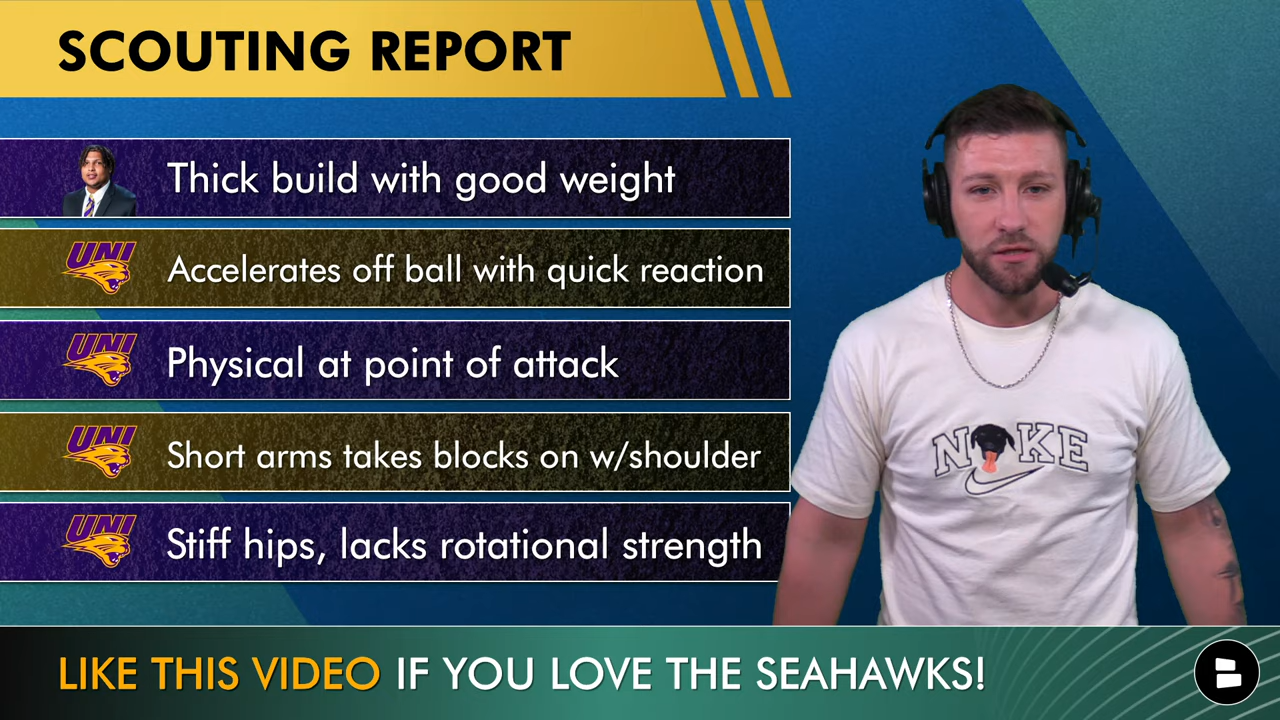 SCOUTING REPORT
Thick build with good weight
UNI
Accelerates off ball with quick reaction
UNI
Physical at point of attack
UNI
Short arms takes blocks on w/shoulder
UNI
Stiff hips, lacks rotational strength
N KE
LIKE THIS VIDEO IF YOU LOVE THE SEAHAWKS!